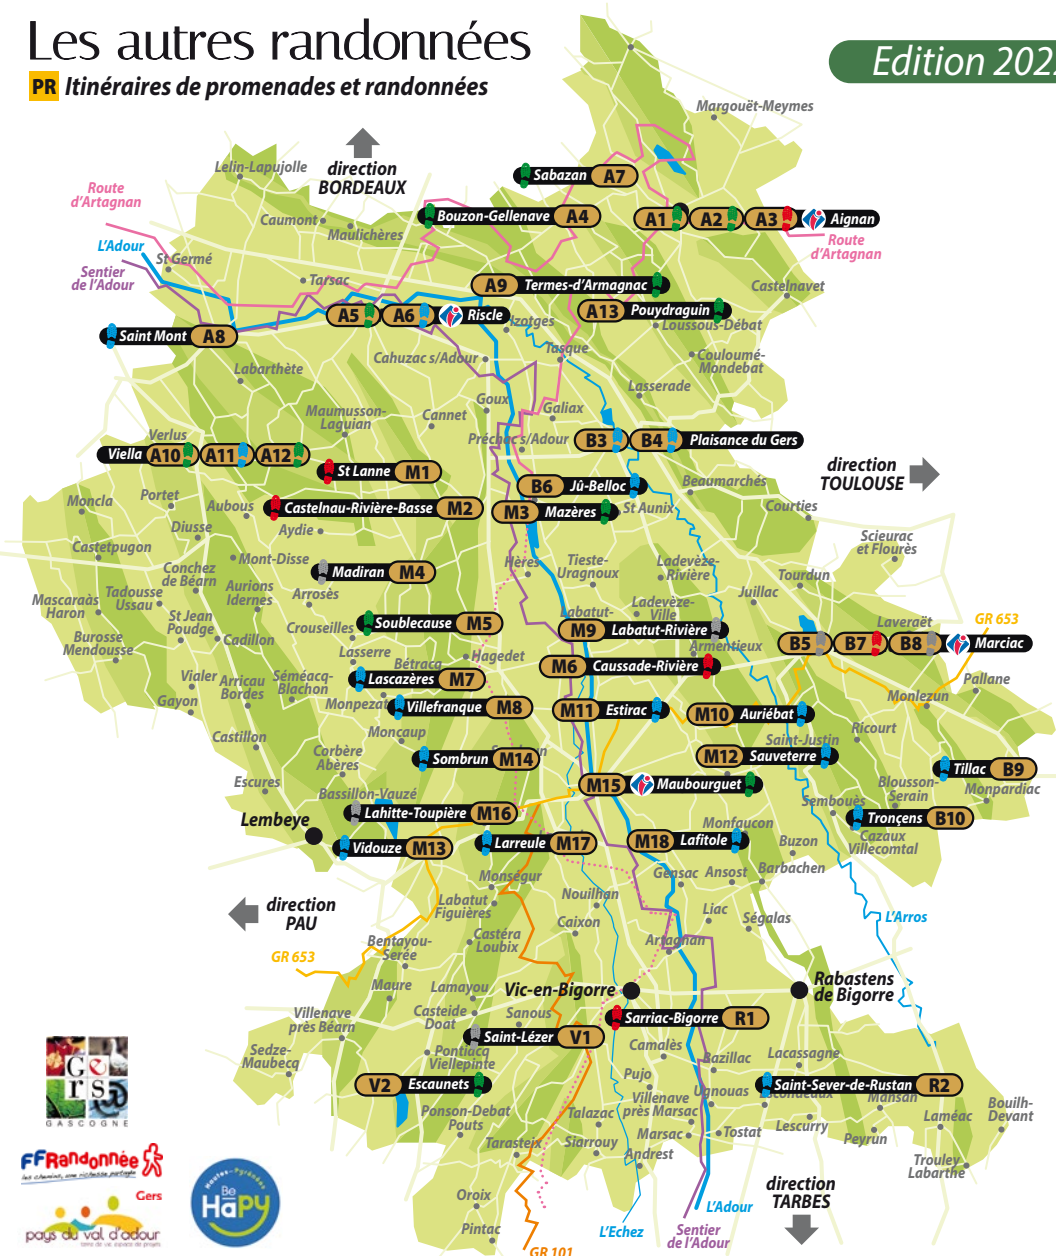 Les autres randonnées
Edition 202
PR Itinéraires de promenades et randonnées
Margouët-Meymes
direction
BORDEAUX
Lelin-Lapujolle
Sabazan A7
Route
d'Artagnan
Caumont
Maulichères
Bouzon-Gellenave A4
A1 A2 A3 Aignan
Route
d'Artagnan
L'Adour
St Germé
Sentier
de l'Adour
Tarsac
A9 Termes-d'Armagnac
Castelnavet
A5 A6 Riscle
A13 Pouydraguin
Izotges
Loussous-Débat
Saint Mont A8
Tasque
Cahuzac s/Adour
Couloumé-
Mondebat
Labarthète
Lasserade
Goux
Galiax
Maumusson-
Laguian
Cannet
Verlus
Préchac s/Adour
B3 B4 Plaisance du Gers
Viella A10 A11 A12
St Lanne M1
direction
TOULOUSE
B6 Jû-Belloc
Beaumarchés
Moncla
Portet
Aubous
Castelnau-Rivière-Basse M2
M3 Mazères
St Aunix
Courties
Diusse
Aydie
Scieurac
et Flourès
Castetpugon
Mont-Disse
Hères
Tieste-
Uragnoux
Ladevèze-
Rivière
Conchez
de Béarn
Madiran M4
Tourdun
Aurions
Idernes
Arrosès
Juillac
Tadousse
Ussau
Mascaraàs
Haron
Ladevèze-
Ville
Labatut-
St Jean
Poudge
Crouseilles
Soublecause M5
Laveraët
GR 653
Burosse
Mendousse
Cadillon
M9 Labatut-Rivière
Armentieux
B5 B7 B8 Marciac
Lasserre
Bétracq
Hagedet
M6 Caussade-Rivière
Vialer
Arricau
Bordes
Séméacq-
Blachon
Lascazères M7
Pallane
Gayon
Monpezat
Villefranque M8
M11 Estirac
M10 Auriébat
Monlezun
Moncaup
Castillon
Saint-Justin
Ricourt
Corbère
Abères
Sombrun M14
M12 Sauveterre
Tillac B9
Escures
M15 Maubourguet
Blousson-
Serain
Monpardiac
Bassillon-Vauzé
Sembouès
Lahitte-Toupière M16
Tronçens B10
Lembeye
Monfaucon
Cazaux
Villecomtal
Vidouze M13
Larreule M17
M18 Lafitole
Buzon
Monségur
Gensac
Ansost
Barbachen
direction
PAU
Labatut
Figuières
Nouilhan
Liac
Ségalas
L'Arros
Caixon
Castéra
Loubix
Artagnan
Bentayou-
Serée
GR 653
Maure
Lamayou
Vic-en-Bigorre
Rabastens
de Bigorre
Villenave
près Béarn
Casteide
Doat
Sanous
Sarriac-Bigorre R1
Saint-Lézer V1
Sedze-
Maubecq
Pontiacq
Viellepinte
Camalès
Bazillac
Lacassagne
V2 Escaunets
Pujo
Ugnouas
Saint-Sever-de-Rustan R2
Escondeaux
Mansan
Villenave
près Marsac
Ponson-Debat
Pouts
Talazac
Lescurry
Laméac
Bouilh-
Devant
Marsac
Tostat
Peyrun
Tarasteix
Siarrouy
Andrest
Trouley
Labarthe
direction
TARBES
Oroix
Pintac
L'Echez
L'Adour
Sentier
de l'Adour
GR 101
Gers
GASCOGNE
FFRandonnée
les chemins, une richesse partagée
Gers
pays du val d'adour
Hautes-Pyrénées
Be
HaPy